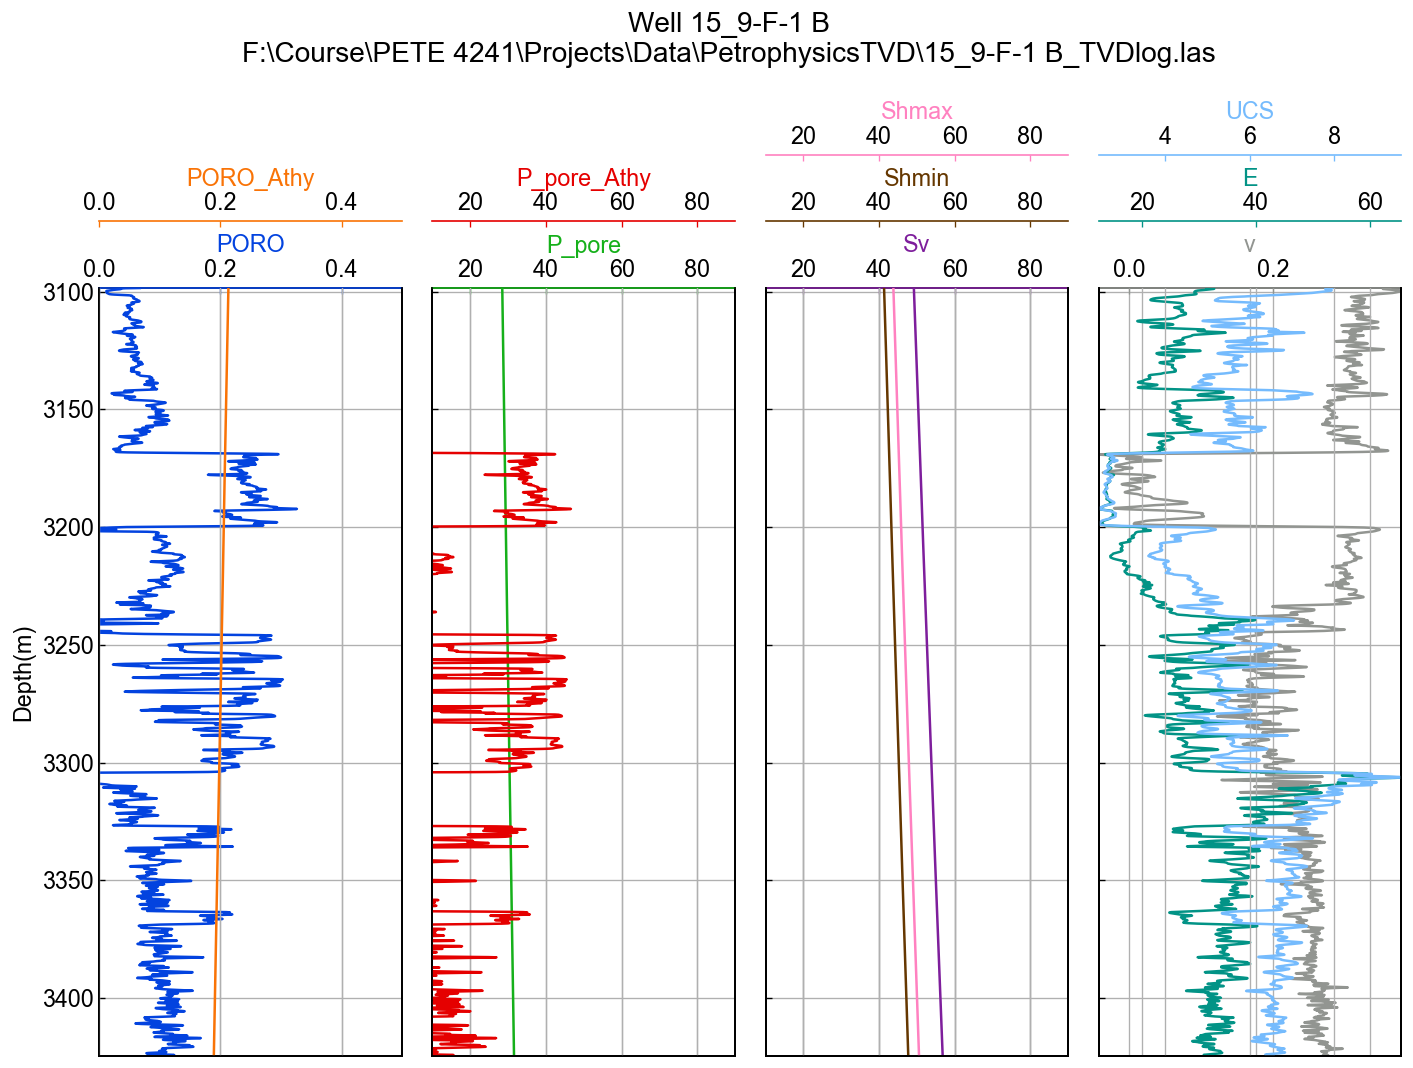 Well 15_9-F-1 B
F:\Course\PETE 4241\Projects\Data\PetrophysicsTVD\15_9-F-1 B_TVDlog.las
Shmax
20 40 60 80
UCS
4 6 8
PORO_Athy
0.0 0.2 0.4
P_pore_Athy
20 40 60 80
Shmin
20 40 60 80
E
20 40 60
PORO
0.0 0.2 0.4
P_pore
20 40 60 80
Sv
20 40 60 80
v
0.0 0.2
Depth(m)
3100
3150
3200
3250
3300
3350
3400